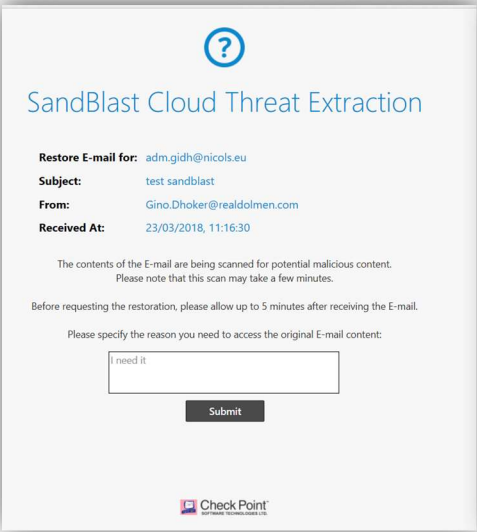 ?
SandBlast Cloud Threat Extraction
Restore E-mail for: adm.gidh@nicols.eu
Subject: test sandblast
From: Gino.Dhoker@realdolmen.com
Received At: 23/03/2018, 11:16:30
The contents of the E-mail are being scanned for potential malicious content.
Please note that this scan may take a few minutes.
Before requesting the restoration, please allow up to 5 minutes after receiving the E-mail.
Please specify the reason you need to access the original E-mail content:
I need it
Submit
Check Point
SOFTWARE TECHNOLOGIES LTD.